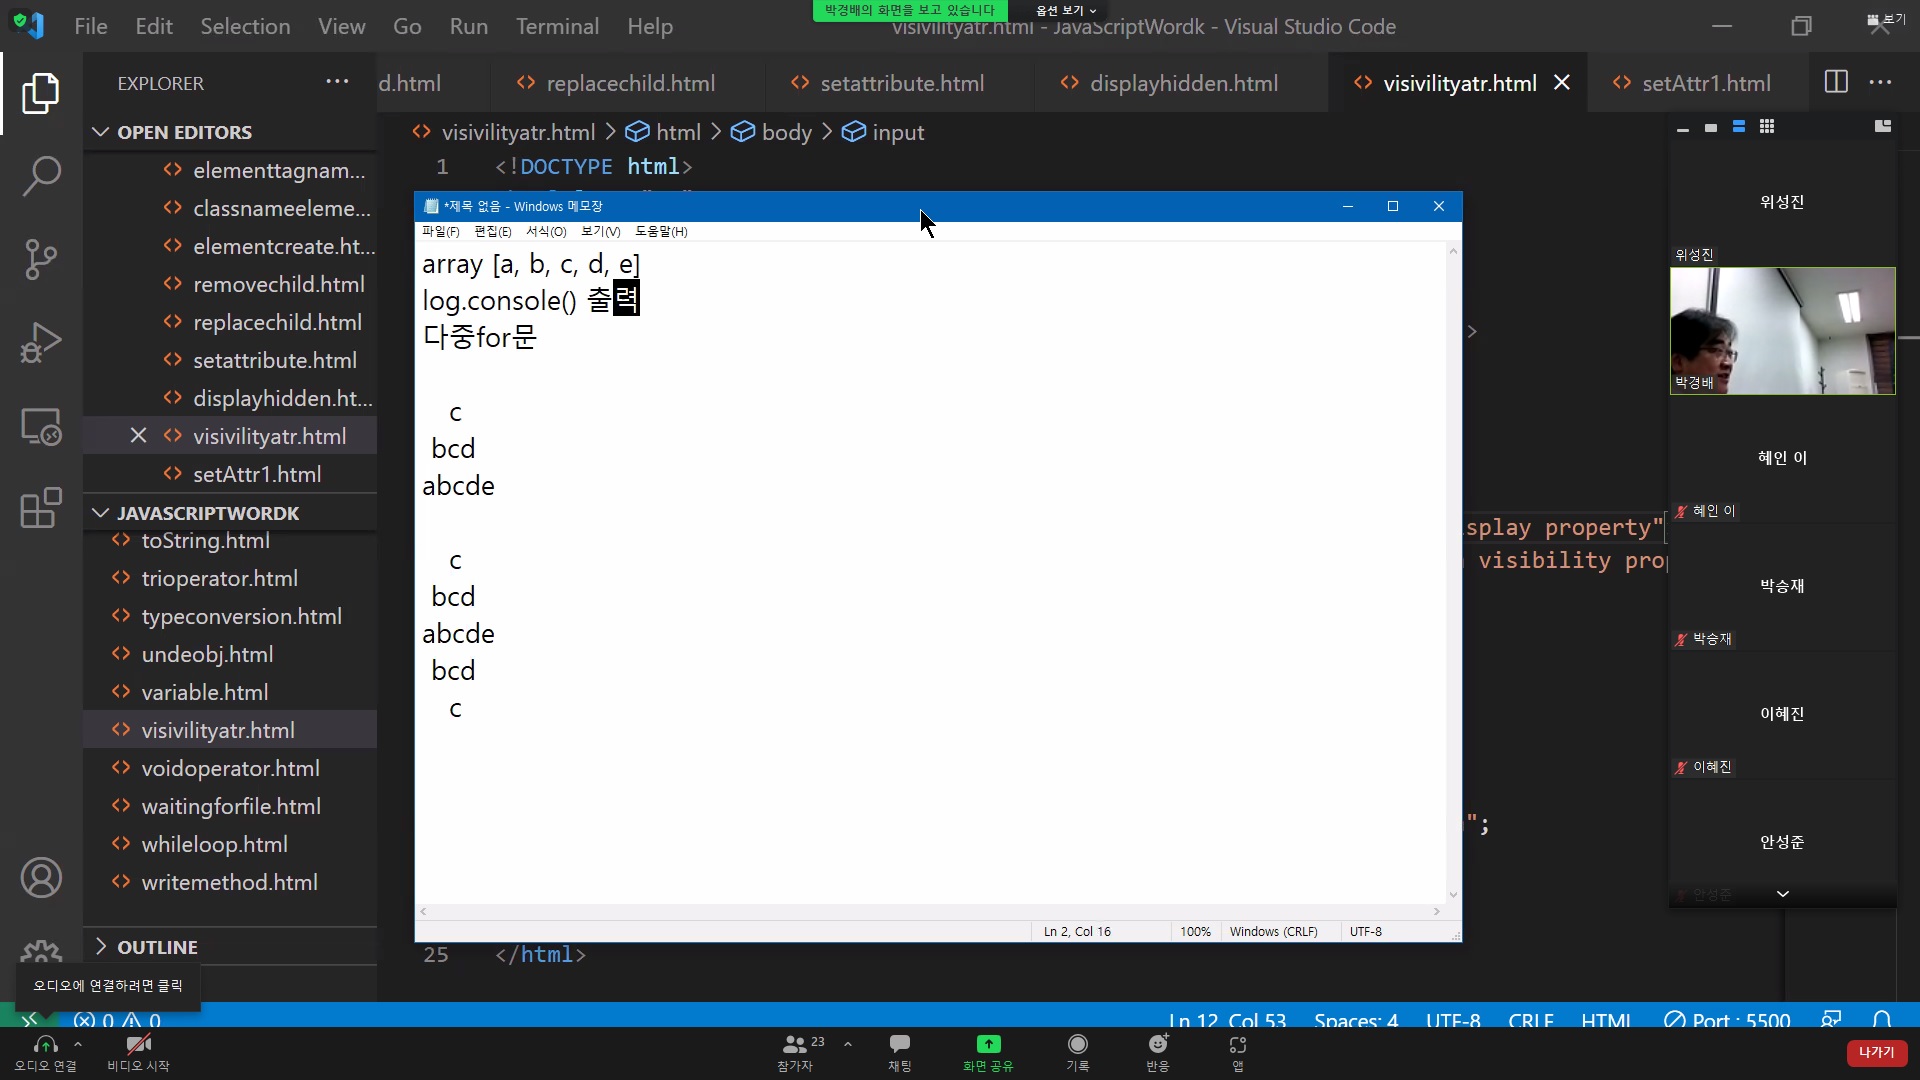 박경배의 화면을 보고 있습니다
옵션 보기
File Edit Selection View Go Run Terminal Help
visivilityatr.html - JavaScriptWordk - Visual Studio Code
보기
EXPLORER
d.html
replacechild.html
setattribute.html
displayhidden.html
visivilityatr.html
setAttr1.html
OPEN EDITORS
elementtagnam...
classnameeleme...
elementcreate.ht...
removechild.html
replacechild.html
setattribute.html
displayhidden.ht...
visivilityatr.html
setAttr1.html
JAVASCRIPTWORDK
toString.html
trioperator.html
typeconversion.html
undeobj.html
variable.html
visivilityatr.html
voidoperator.html
waitingforfile.html
whileloop.html
writemethod.html
OUTLINE
visivilityatr.html > html > body > input
1 <!DOCTYPE html>
*제목 없음 - Windows 메모장
파일(F) 편집(E) 서식(O) 보기(V) 도움말(H)
array [a, b, c, d, e]
log.console() 출력
다중for문
c
bcd
abcde
c
bcd
abcde
bcd
c
Ln 2, Col 16
100%
Windows (CRLF)
UTF-8
>
splay property"
visibility prop
";
25 </html>
위성진
위성진
박경배
혜인 이
혜인 이
박승재
박승재
이혜진
이혜진
안성준
안성준
오디오에 연결하려면 클릭
0 0
Ln 12, Col 53 Spaces: 4 UTF-8 CRLF HTML Port : 5500
오디오 연결
비디오 시작
23
참가자
채팅
화면 공유
기록
반응
앱
나가기